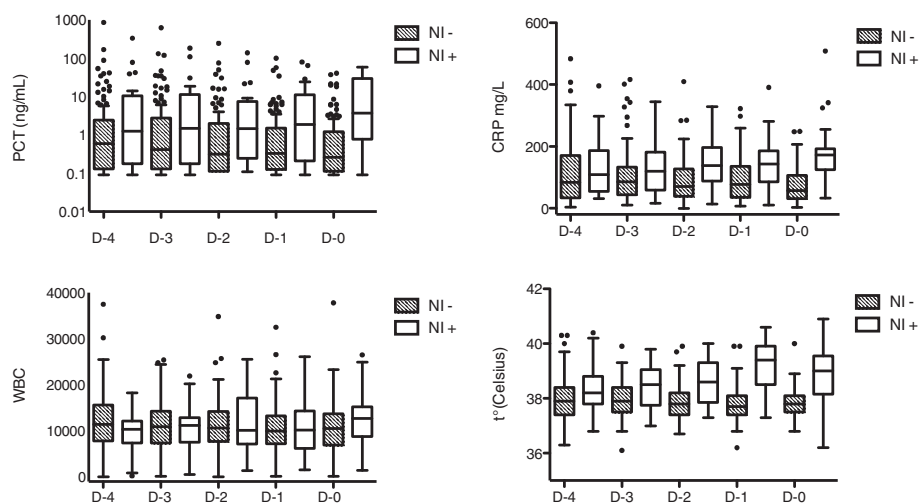 1000
100
10
1
0.1
0.01
PCT (ng/mL)
D-4 D-3 D-2 D-1 D-0
NI -
NI +
600
400
200
0
CRP mg/L
D-4 D-3 D-2 D-1 D-0
NI -
NI +
40000
30000
20000
10000
0
WBC
D-4 D-3 D-2 D-1 D-0
NI -
NI +
42
40
38
36
t°(Celsius)
D-4 D-3 D-2 D-1 D-0
NI -
NI +